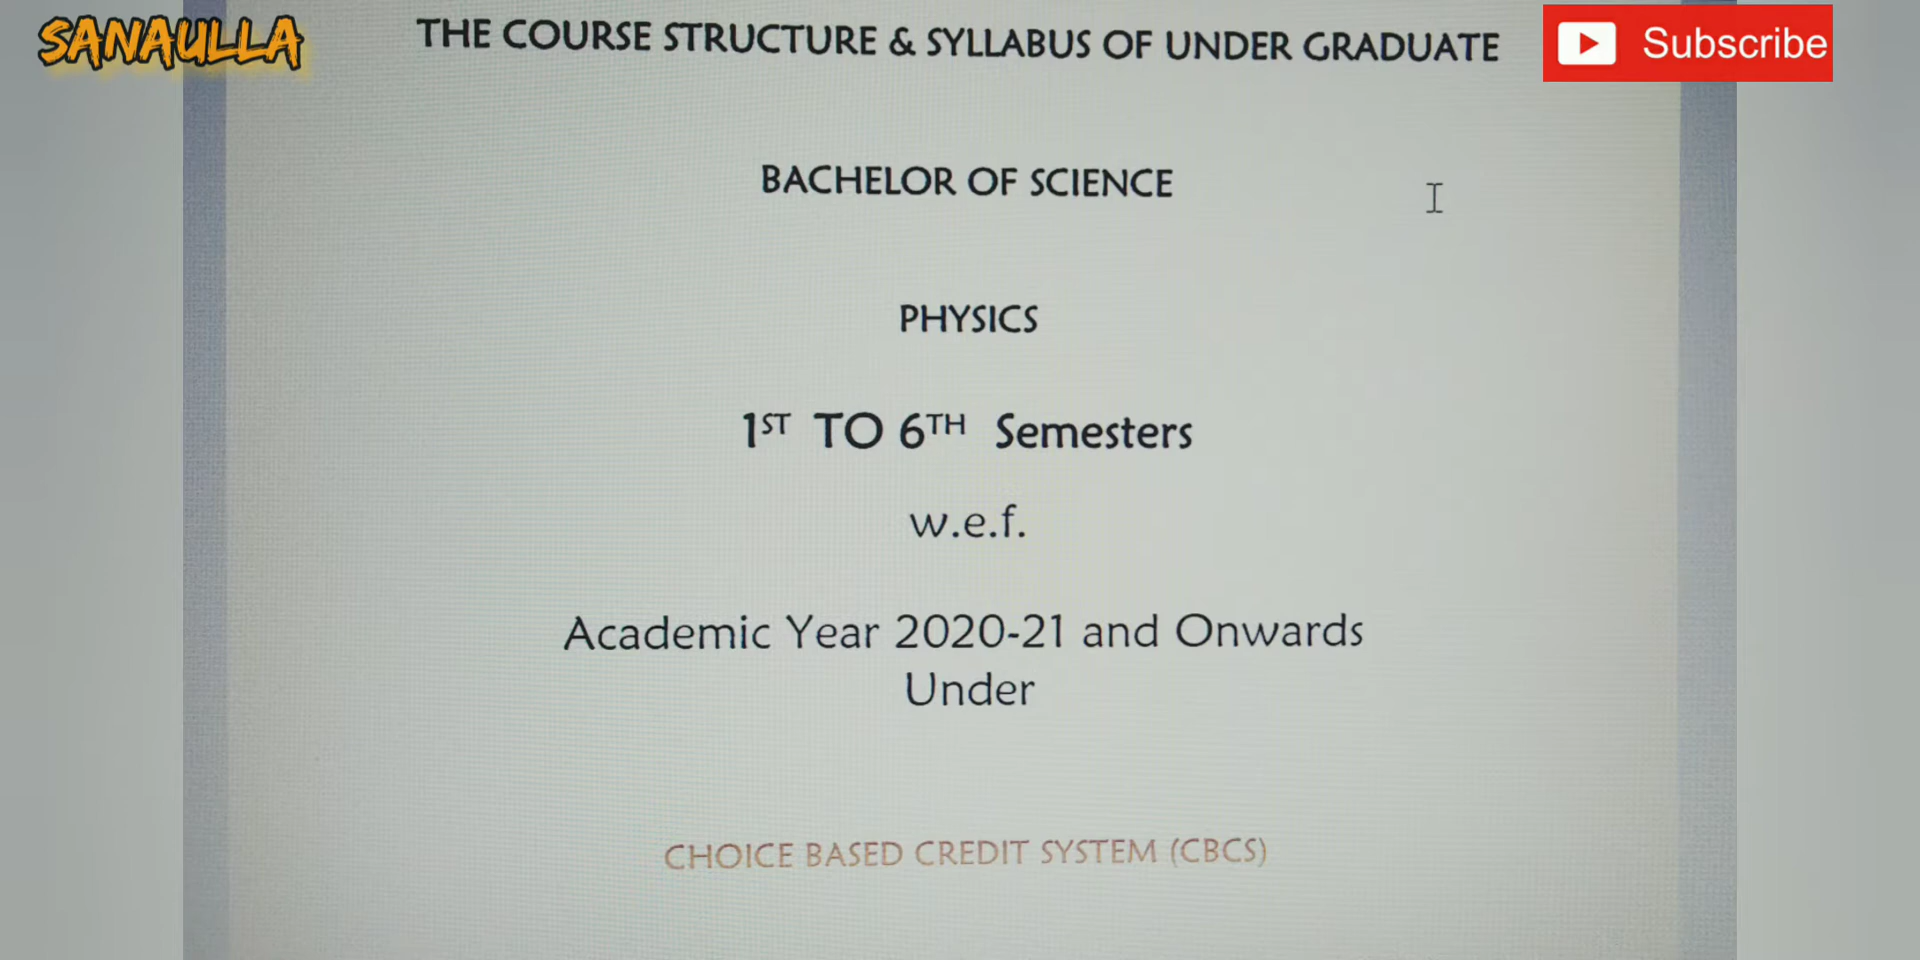 SANAULLA
THE COURSE STRUCTURE & SYLLABUS OF UNDER GRADUATE
Subscribe
BACHELOR OF SCIENCE
PHYSICS
1ST TO 6TH Semesters
w.e.f.
Academic Year 2020-21 and Onwards
Under
CHOICE BASED CREDIT SYSTEM (CBCS)